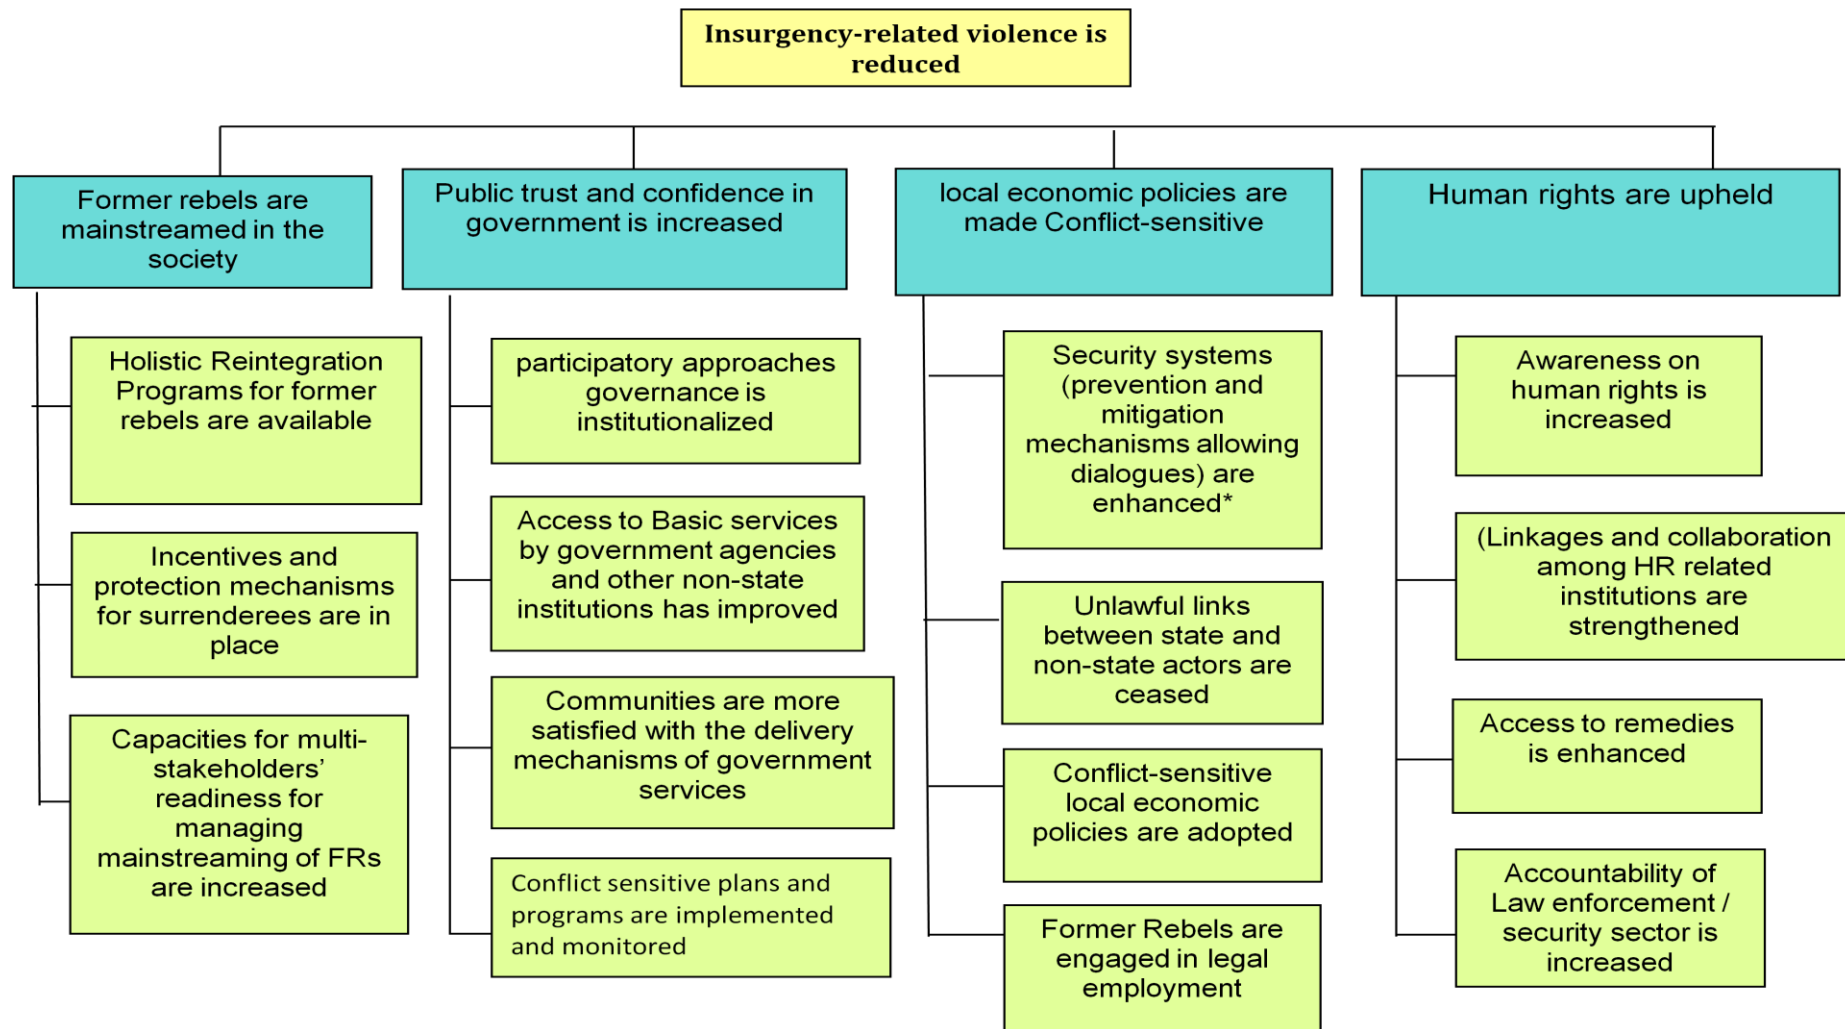 Insurgency-related violence is
reduced
Former rebels are
mainstreamed in the
society
Holistic Reintegration
Programs for former
rebels are available
Incentives and
protection mechanisms
for surrenderees are in
place
Capacities for multi-
stakeholders’
readiness for
managing
mainstreaming of FRs
are increased
Public trust and confidence in
government is increased
participatory approaches
governance is
institutionalized
Access to Basic services
by government agencies
and other non-state
institutions has improved
Communities are more
satisfied with the delivery
mechanisms of government
services
Conflict sensitive plans and
programs are implemented
and monitored
local economic policies are
made Conflict-sensitive
Security systems
(prevention and
mitigation
mechanisms allowing
dialogues) are
enhanced*
Unlawful links
between state and
non-state actors are
ceased
Conflict-sensitive
local economic
policies are adopted
Former Rebels are
engaged in legal
employment
Human rights are upheld
Awareness on
human rights is
increased
(Linkages and collaboration
among HR related
institutions are
strengthened
Access to remedies
is enhanced
Accountability of
Law enforcement /
security sector is
increased